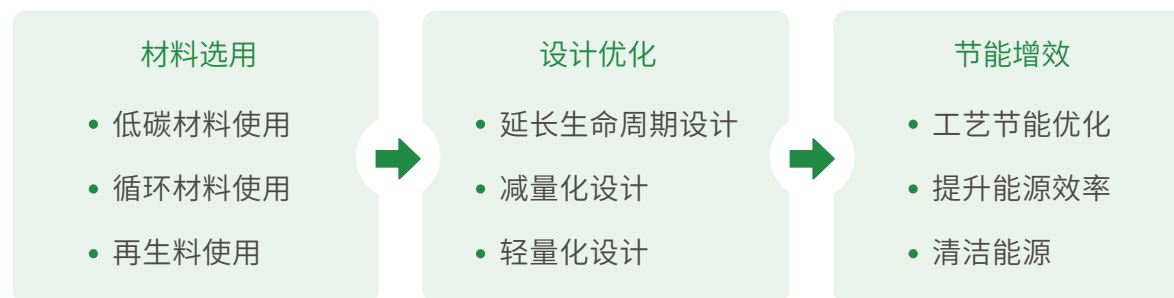 材料选用
低碳材料使用
循环材料使用
再生料使用
设计优化
延长生命周期设计
减量化设计
轻量化设计
节能增效
工艺节能优化
提升能源效率
清洁能源